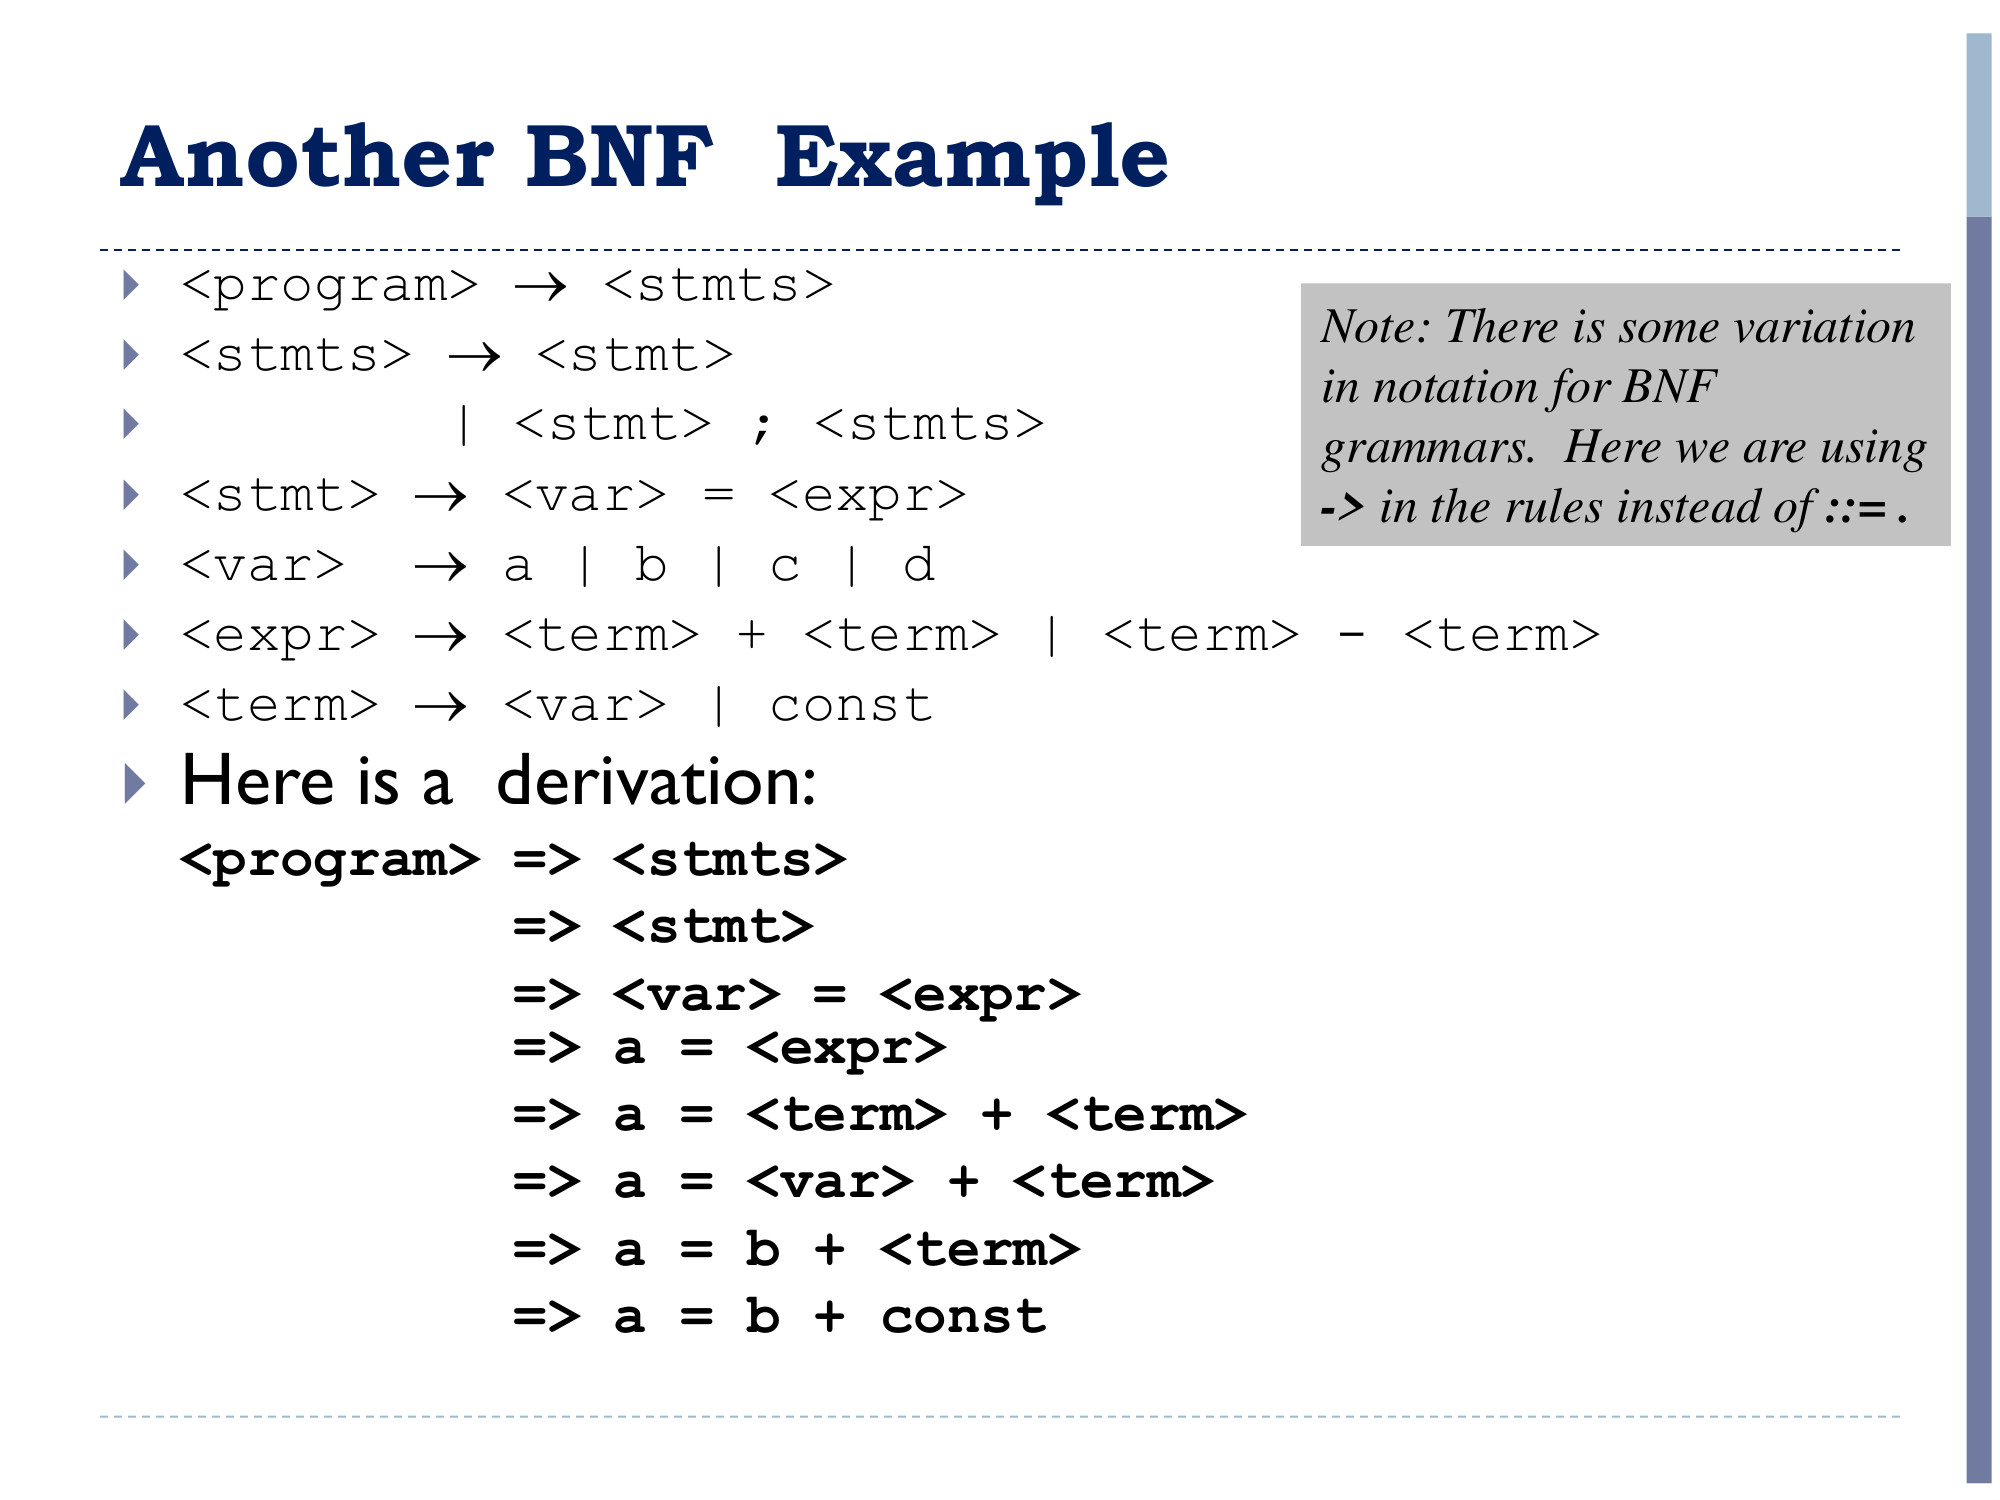 Another BNF  Example
<program> → <stmts>
<stmts> → <stmt>
| <stmt> ; <stmts>
<stmt> → <var> = <expr>
<var>  → a | b | c | d
<expr> → <term> + <term> | <term> - <term>
<term> → <var> | const
Note: There is some variation
in notation for BNF
grammars.  Here we are using
-> in the rules instead of ::= .
Here is a  derivation:
<program> => <stmts>
=> <stmt>
=> <var> = <expr>
=> a = <expr>
=> a = <term> + <term>
=> a = <var> + <term>
=> a = b + <term>
=> a = b + const